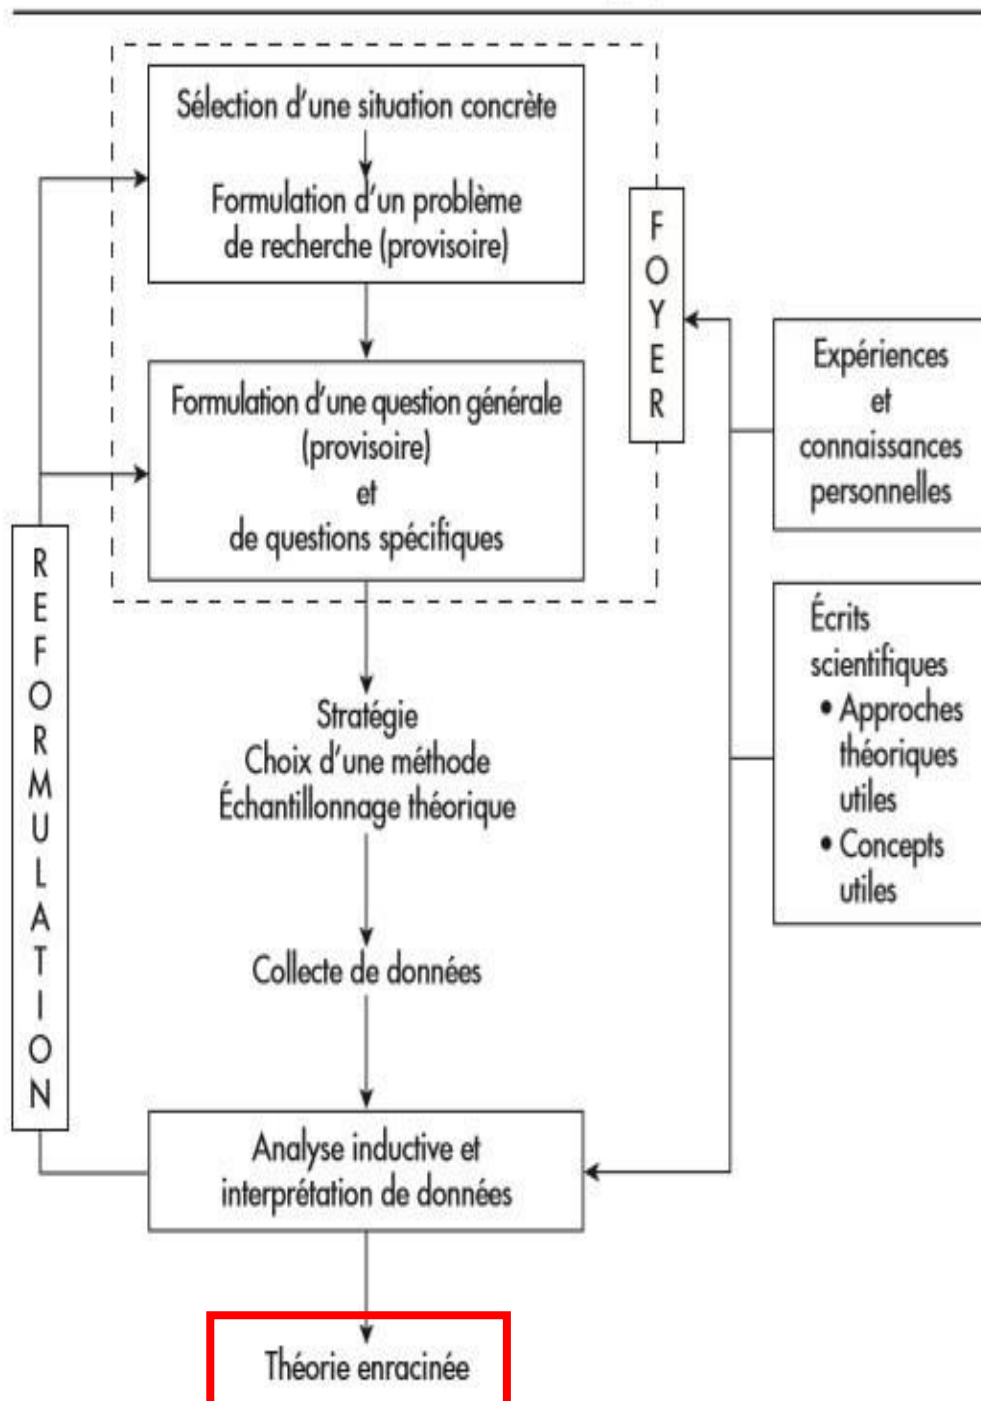 Sélection d'une situation concrète
Formulation d'un problème
de recherche (provisoire)
Formulation d'une question générale
(provisoire)
et
de questions spécifiques
FOYER
Expériences
et
connaissances
personnelles
Écrits
scientifiques
• Approches
théoriques
utiles
• Concepts
utiles
REFORMULATION
Stratégie
Choix d'une méthode
Échantillonnage théorique
Collecte de données
Analyse inductive et
interprétation de données
Théorie enracinée